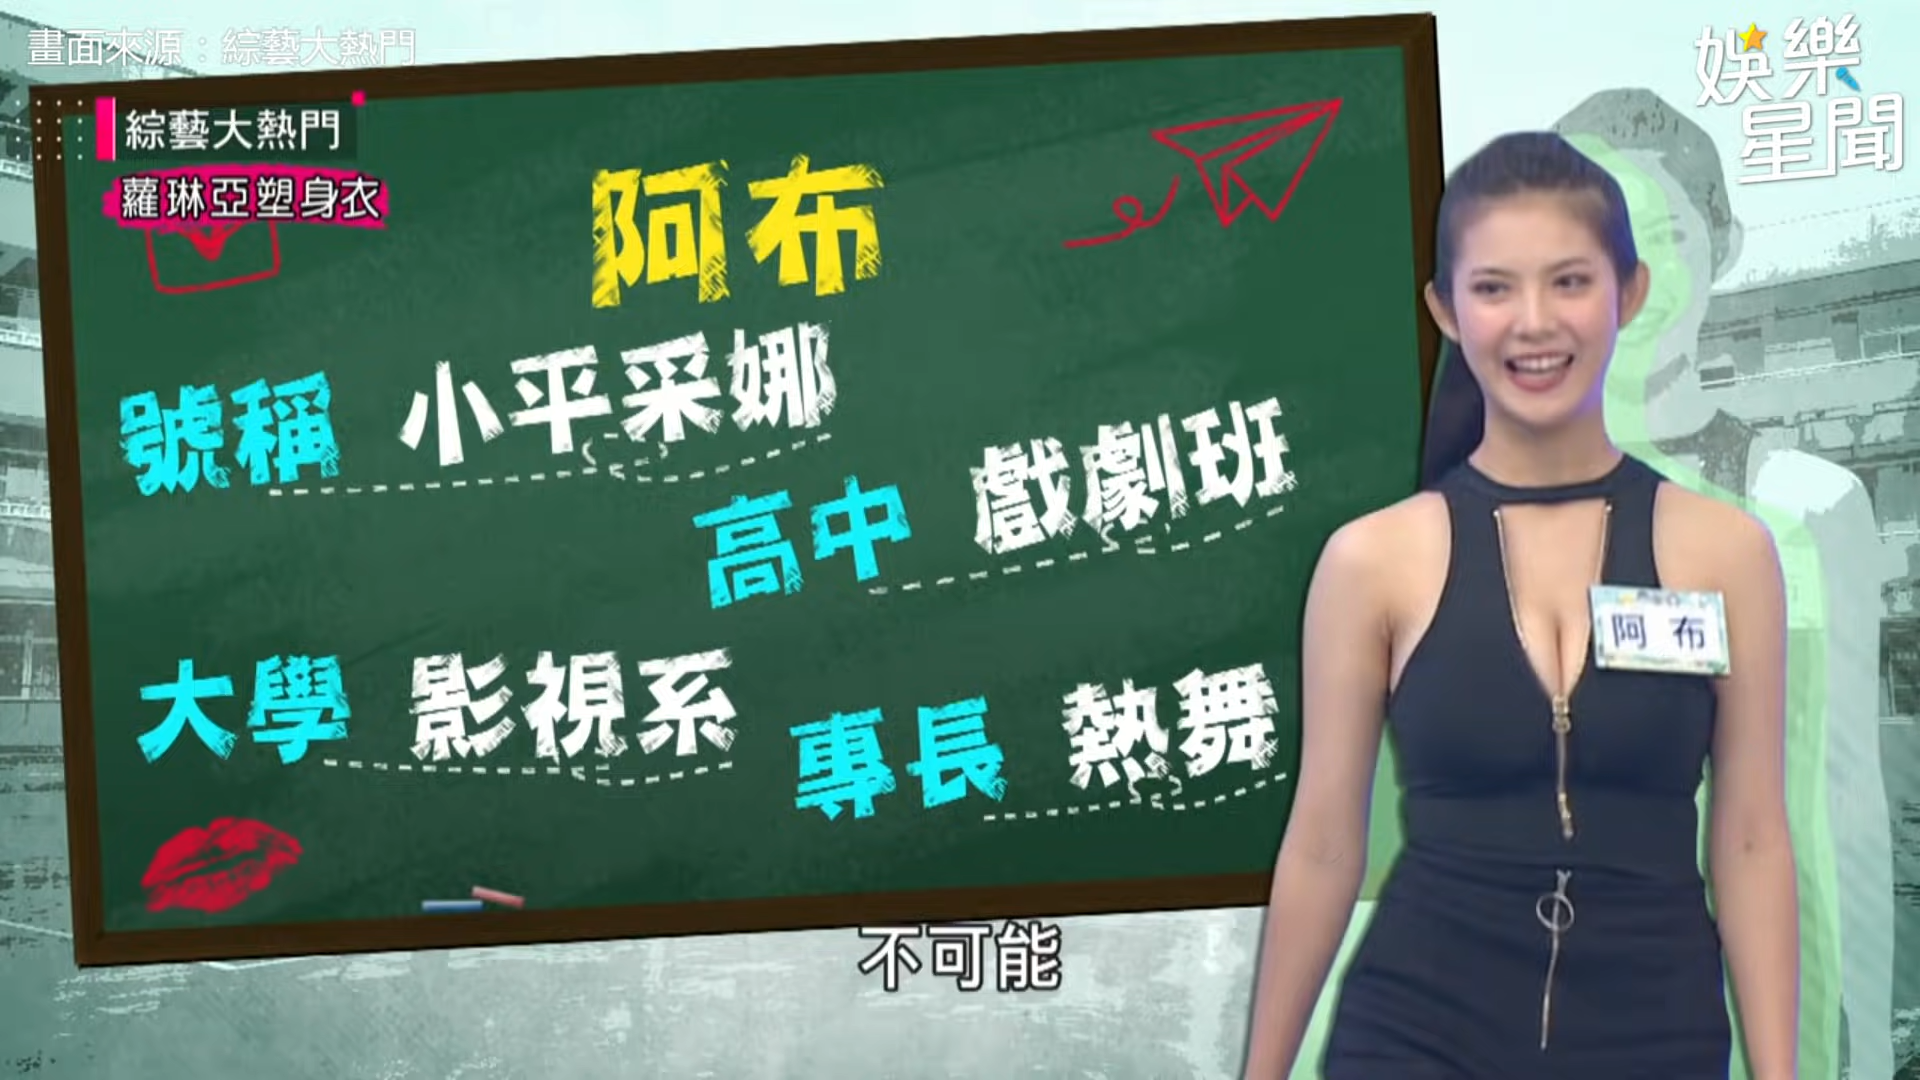 畫面來源：綜藝大熱門
娛樂
星聞
綜藝大熱門
蘿琳亞塑身衣
阿布
號稱 小平采娜
高中 戲劇班
大學 影視系
專長 熱舞
阿布
不可能